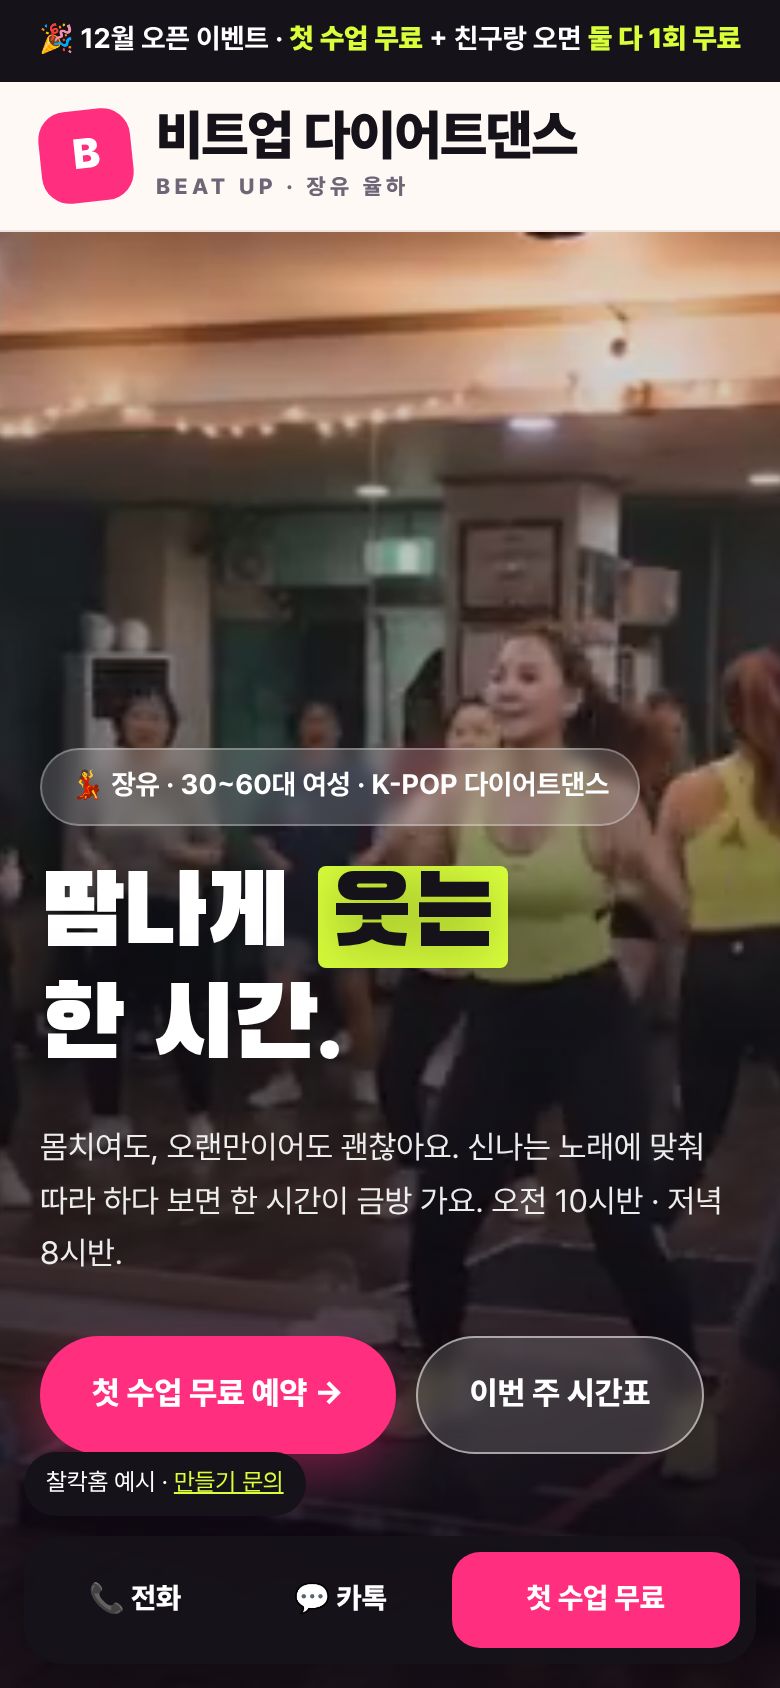 🎉 12월 오픈 이벤트 · 첫 수업 무료 + 친구랑 오면 둘 다 1회 무료
B
비트업 다이어트댄스
BEAT UP · 장유 율하
💃 장유 · 30~60대 여성 · K-POP 다이어트댄스
땀나게 웃는
한 시간.
몸치여도, 오랜만이어도 괜찮아요. 신나는 노래에 맞춰
따라 하다 보면 한 시간이 금방 가요. 오전 10시반 · 저녁
8시반.
첫 수업 무료 예약 →
이번 주 시간표
찰칵홈 예시 · 만들기 문의
📞 전화
💬 카톡
첫 수업 무료